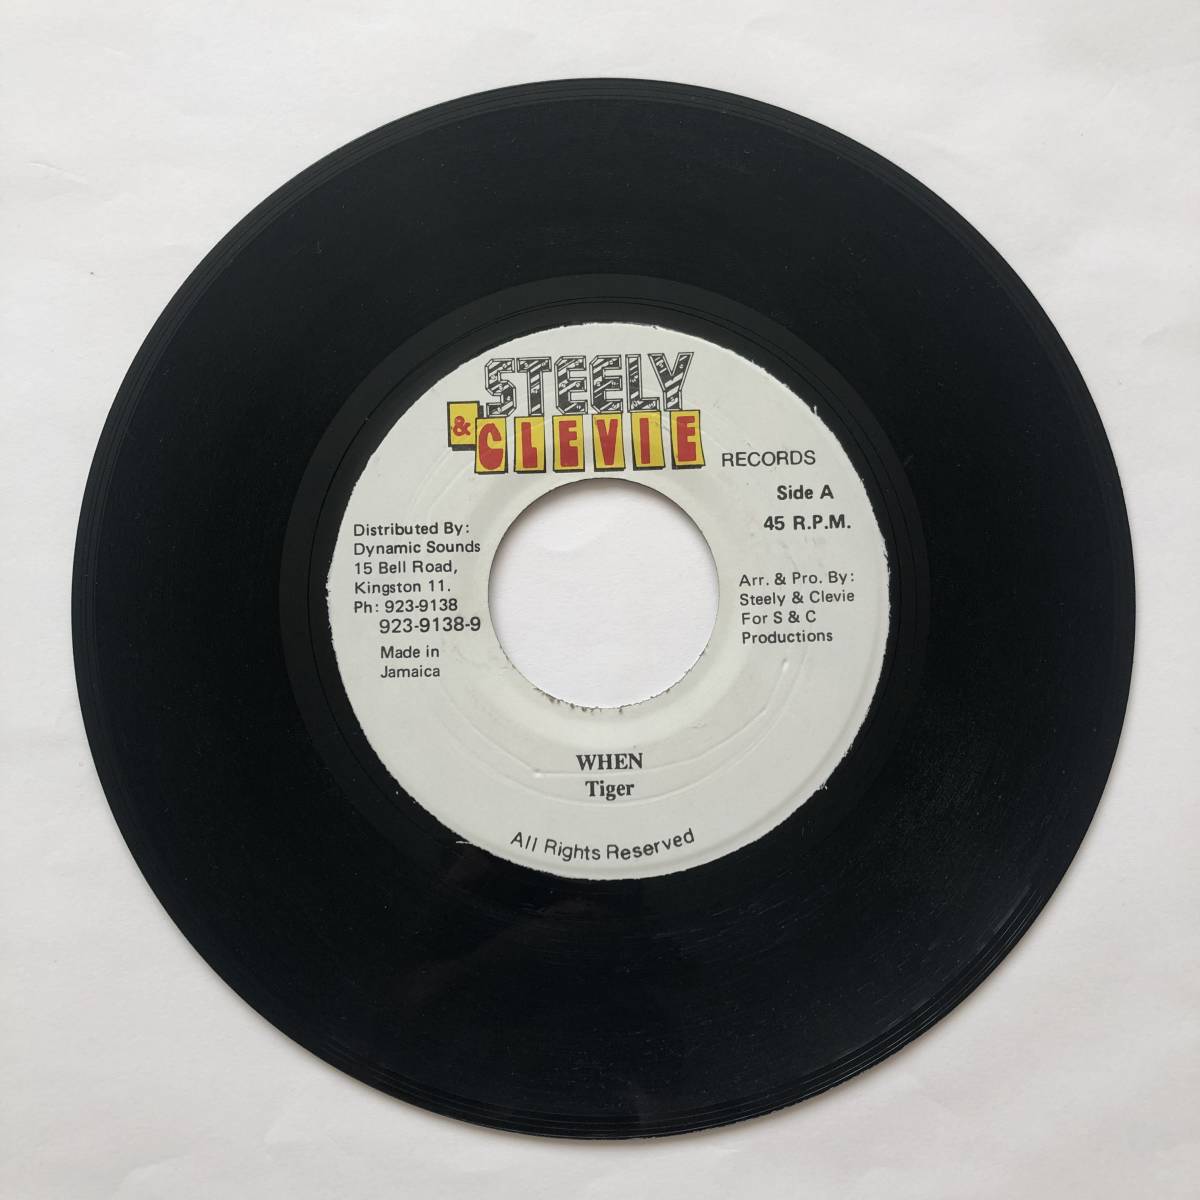 STEELY
& CLEVIE
RECORDS
Side A
45 R.P.M.
Distributed By:
Dynamic Sounds
15 Bell Road,
Kingston 11.
Ph: 923-9138
923-9138-9
Made in
Jamaica
Arr. & Pro. By:
Steely & Clevie
For S & C
Productions
WHEN
Tiger
All Rights Reserved